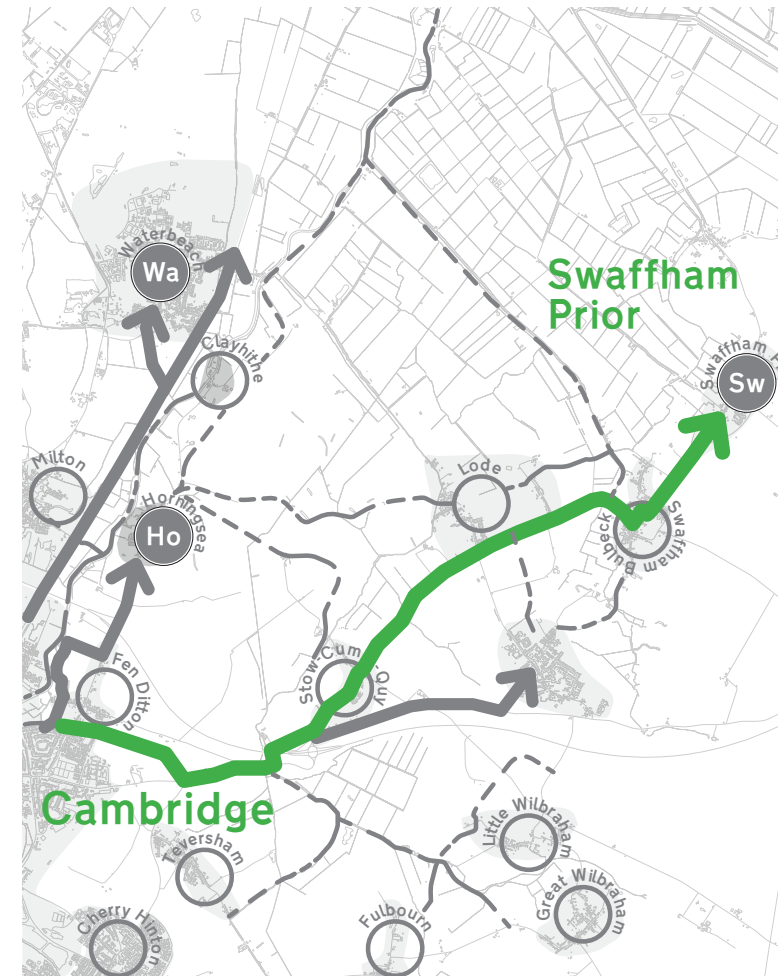 Waterbeach
Wa
Swaffham
Prior
Clayhithe
Swaffham P
Sw
Milton
Lode
Horningsea
Ho
Swaffham Bulbeck
Fen Ditton
Stow-Cum-Quy
Cambridge
Teversham
Little Wilbraham
Great Wilbraham
Fulbourn
Cherry Hinton